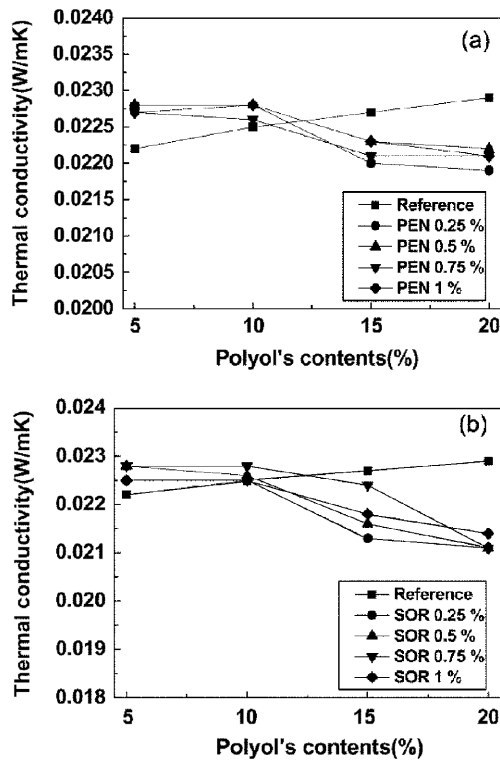 (a)
Thermal conductivity(W/mK)
0.0240
0.0235
0.0230
0.0225
0.0220
0.0215
0.0210
0.0205
0.0200
Reference
PEN 0.25 %
PEN 0.5 %
PEN 0.75 %
PEN 1 %
5 10 15 20
Polyol's contents(%)
(b)
Thermal conductivity(W/mK)
0.024
0.023
0.022
0.021
0.020
0.019
0.018
Reference
SOR 0.25 %
SOR 0.5 %
SOR 0.75 %
SOR 1 %
5 10 15 20
Polyol's contents(%)